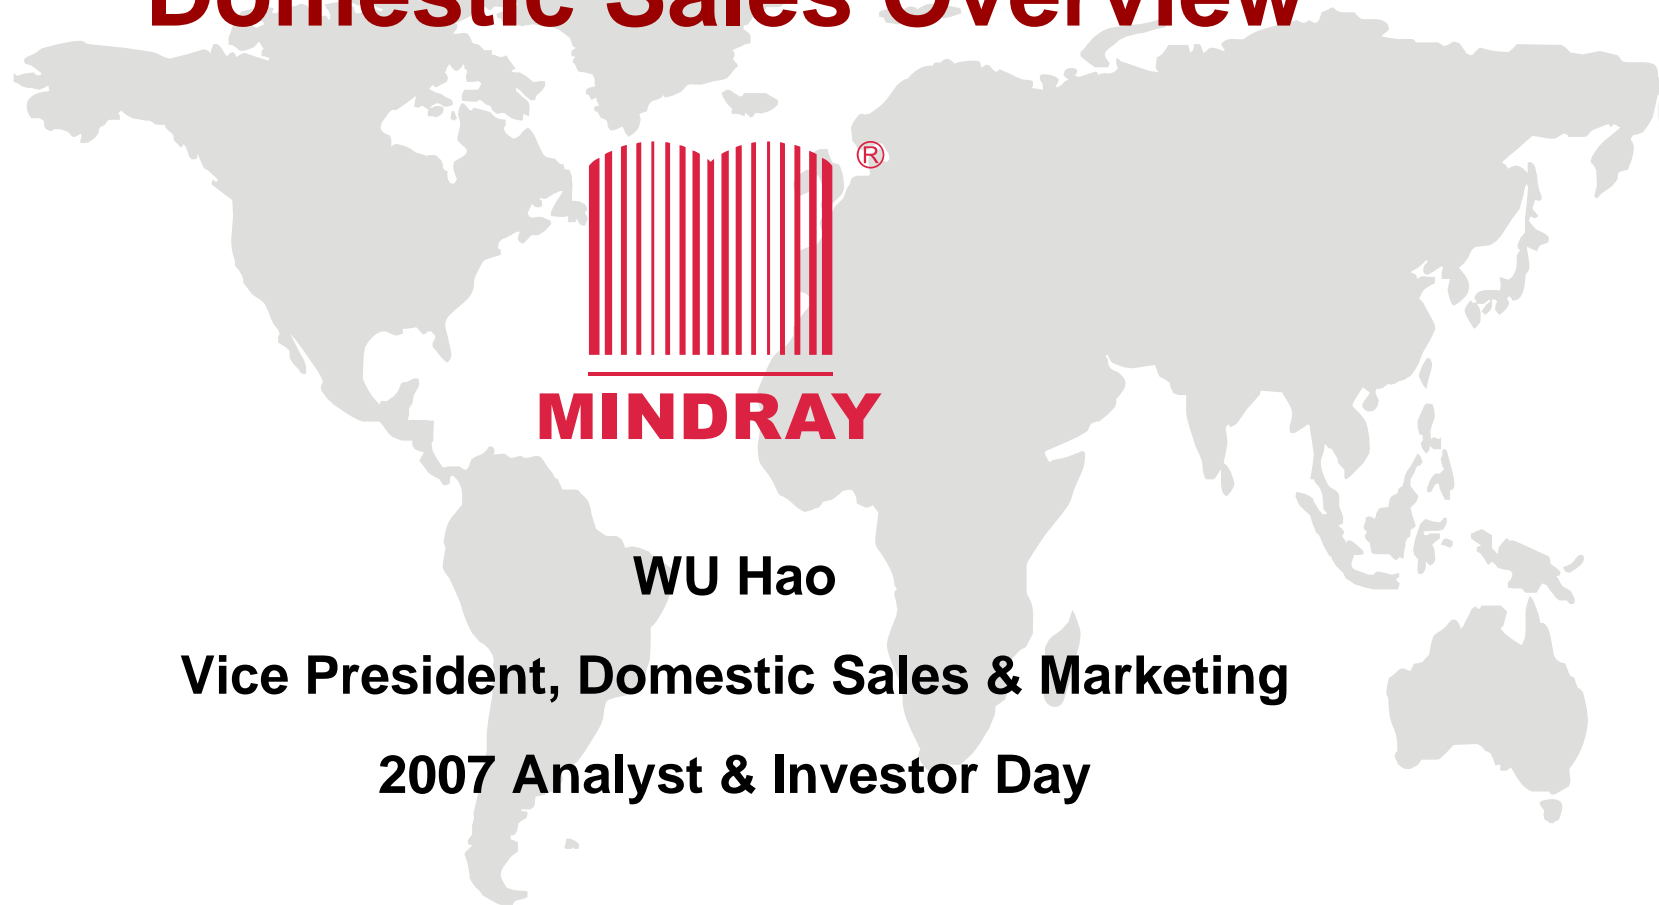 Domestic Sales Overview
®
MINDRAY
WU Hao
Vice President, Domestic Sales & Marketing
2007 Analyst & Investor Day